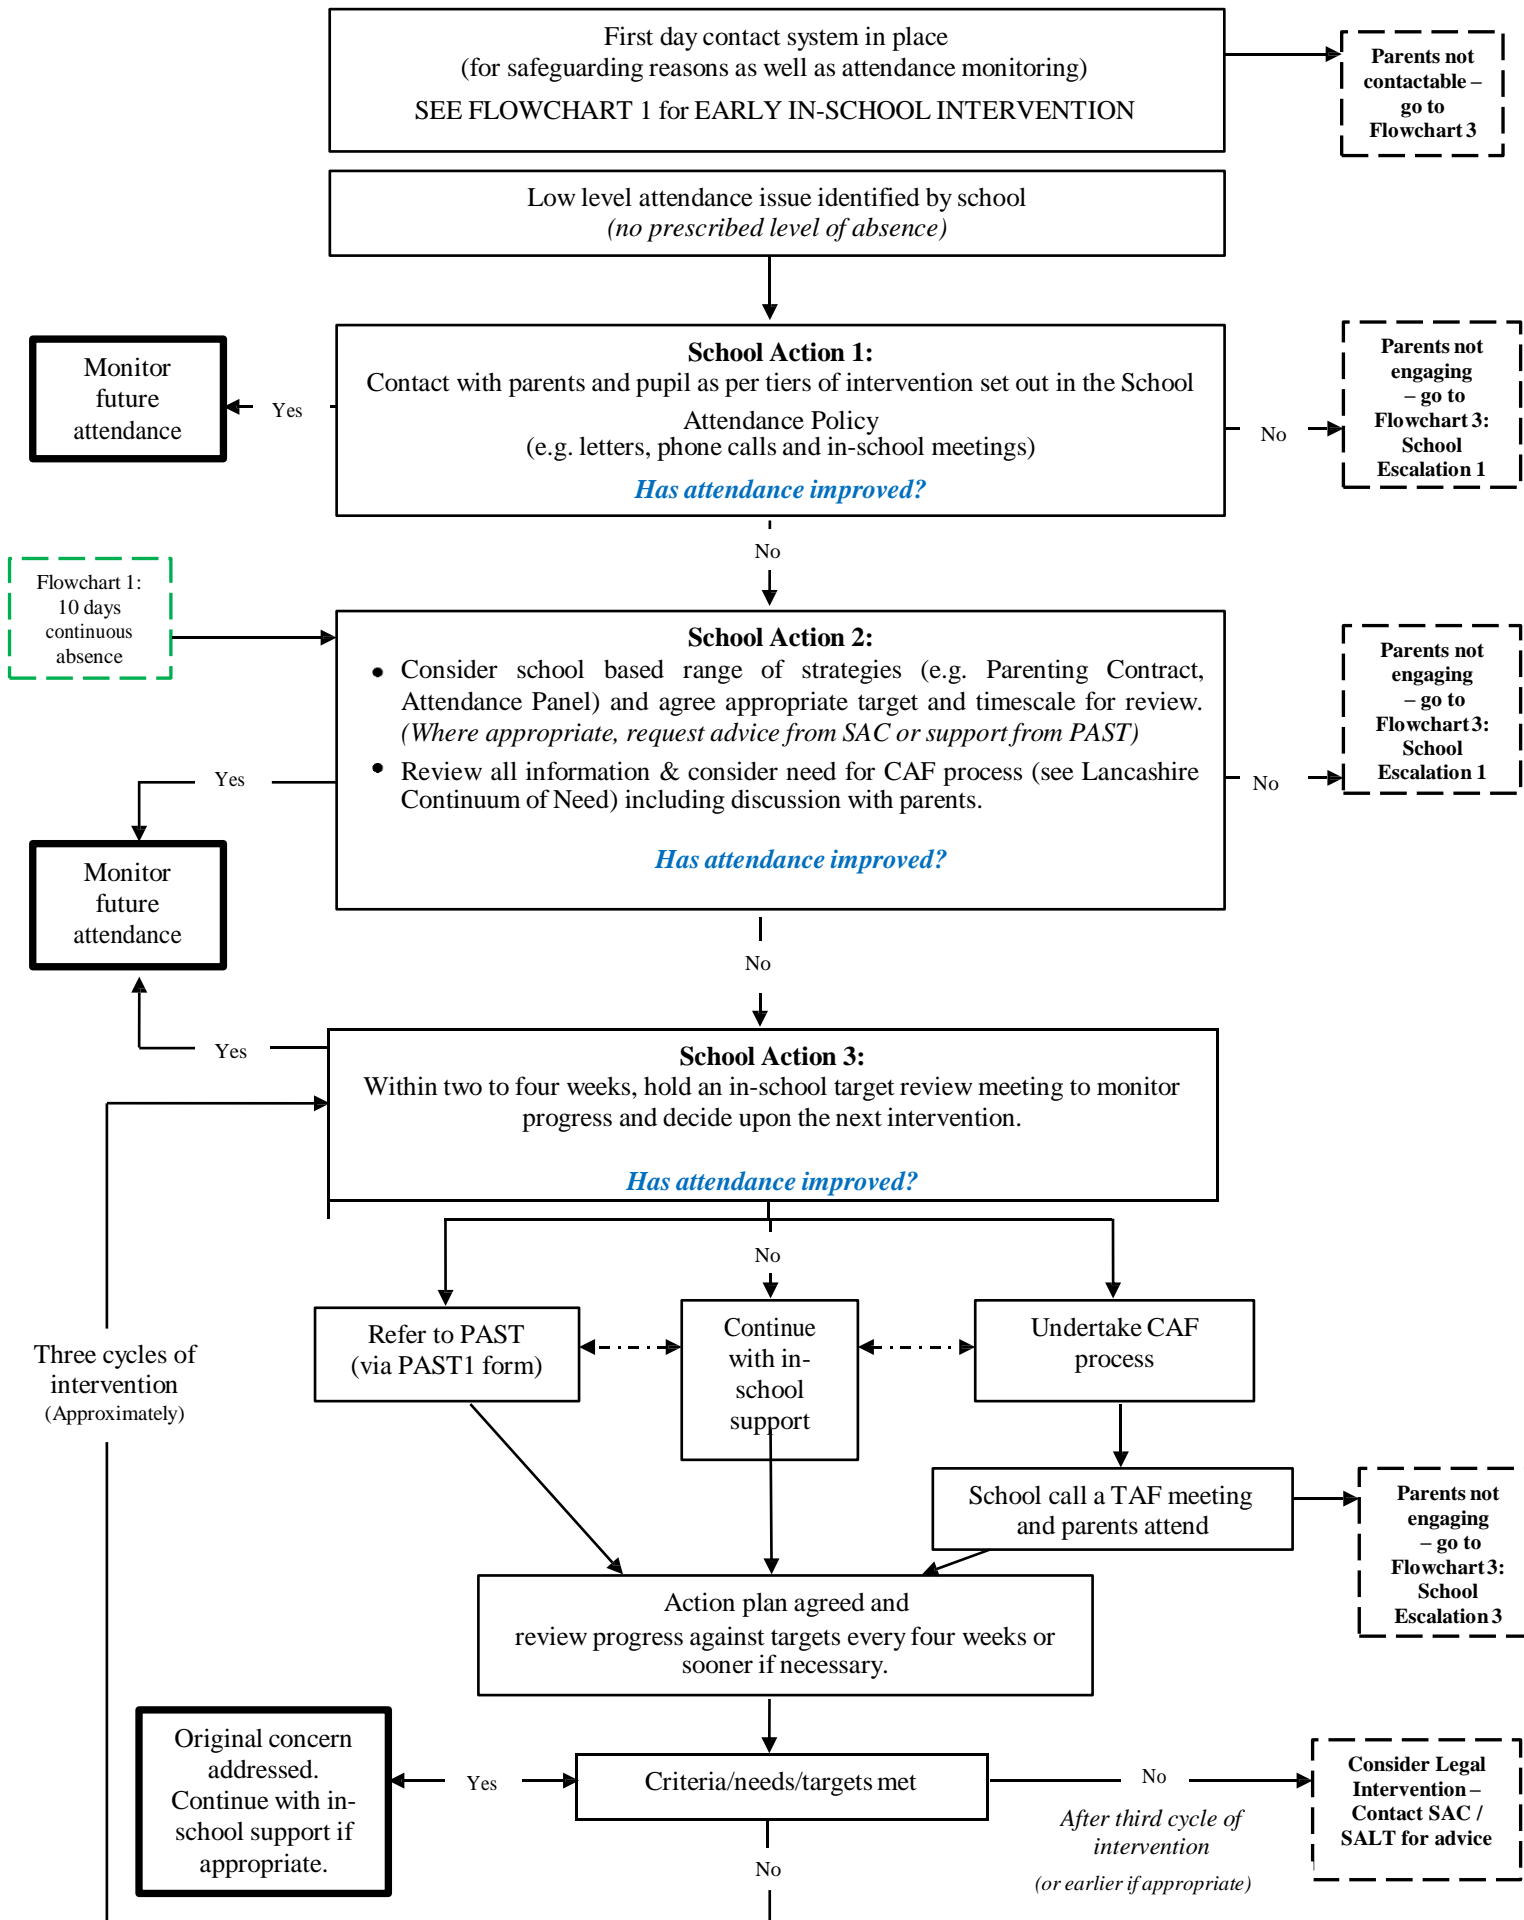 First day contact system in place
(for safeguarding reasons as well as attendance monitoring)
SEE FLOWCHART 1 for EARLY IN-SCHOOL INTERVENTION
Parents not
contactable –
go to
Flowchart 3
Low level attendance issue identified by school
(no prescribed level of absence)
Monitor
future
attendance
Yes
School Action 1:
Contact with parents and pupil as per tiers of intervention set out in the School
Attendance Policy
(e.g. letters, phone calls and in-school meetings)
Has attendance improved?
No
Parents not
engaging
– go to
Flowchart 3:
School
Escalation 1
No
Flowchart 1:
10 days
continuous
absence
School Action 2:
• Consider school based range of strategies (e.g. Parenting Contract,
Attendance Panel) and agree appropriate target and timescale for review.
(Where appropriate, request advice from SAC or support from PAST)
• Review all information & consider need for CAF process (see Lancashire
Continuum of Need) including discussion with parents.
Has attendance improved?
Yes
No
Parents not
engaging
– go to
Flowchart 3:
School
Escalation 1
Monitor
future
attendance
No
Yes
School Action 3:
Within two to four weeks, hold an in-school target review meeting to monitor
progress and decide upon the next intervention.
Has attendance improved?
No
Three cycles of
intervention
(Approximately)
Refer to PAST
(via PAST1 form)
Continue
with in-
school
support
Undertake CAF
process
School call a TAF meeting
and parents attend
Parents not
engaging
– go to
Flowchart 3:
School
Escalation 3
Action plan agreed and
review progress against targets every four weeks or
sooner if necessary.
Original concern
addressed.
Continue with in-
school support if
appropriate.
Yes
Criteria/needs/targets met
No
After third cycle of
intervention
(or earlier if appropriate)
Consider Legal
Intervention –
Contact SAC /
SALT for advice
No